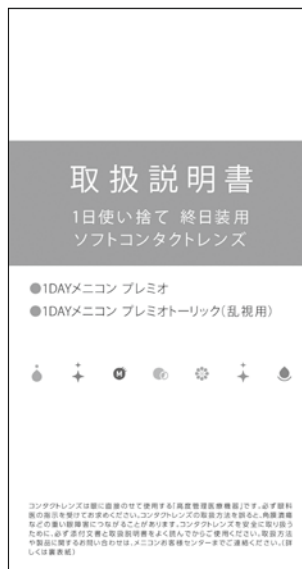 取扱説明書
1日使い捨て 終日装用
ソフトコンタクトレンズ
●1DAYメニコン プレミオ
●1DAYメニコン プレミオトーリック(乱視用)
M
コンタクトレンズは眼に直接のせて使用する「高度管理医療機器」です。必ず眼科
医の指示を受けてお求めください。コンタクトレンズの取扱方法を誤ると、角膜潰瘍
などの重い眼障害につながることがあります。コンタクトレンズを安全に取り扱う
ために、必ず添付文書と取扱説明書をよく読んでからご使用ください。取扱方法
や製品に関するお問い合わせは、メニコンお客様センターまでご連絡ください。(詳
しくは裏表紙)